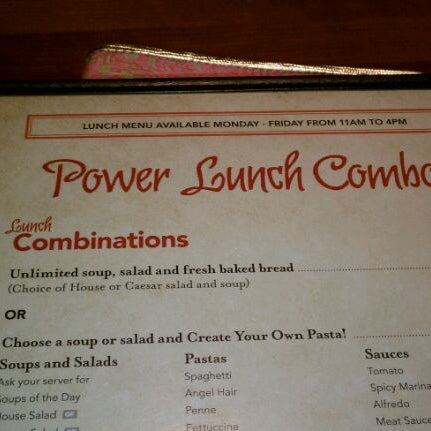 LUNCH MENU AVAILABLE MONDAY - FRIDAY FROM 11AM TO 4PM
Power Lunch Combo
Lunch
Combinations
Unlimited soup, salad and fresh baked bread
(Choice of House or Caesar salad and soup)
OR
Choose a soup or salad and Create Your Own Pasta!
Soups and Salads Pastas Sauces
Ask your server for Spaghetti Tomato
Soups of the Day Angel Hair Spicy Marina
House Salad GF Penne Alfredo
Salad Fettuccine Meat Sauce